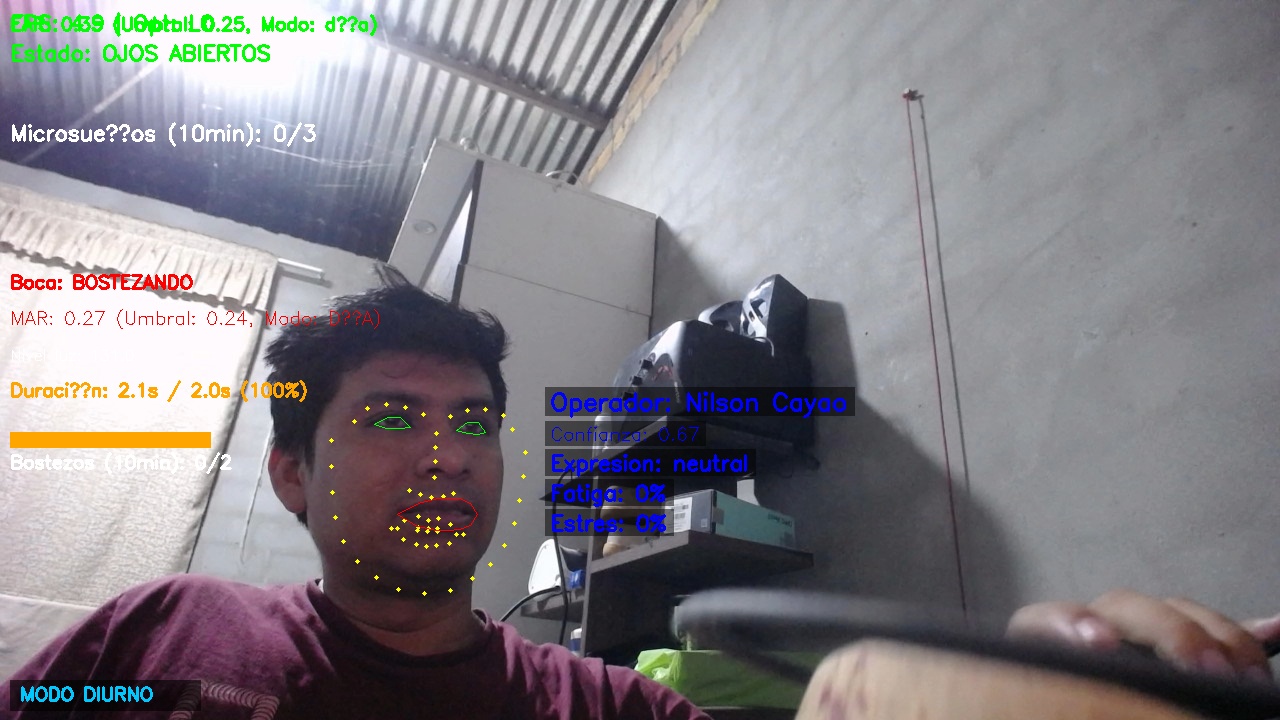 Estado: OJOS ABIERTOS
Microsue??os (10min): 0/3
Boca: BOSTEZANDO
MAR: 0.27 (Umbral: 0.24, Modo: D??A)
Duraci??n: 2.1s / 2.0s (100%)
Bostezos (10min): 0/2
Operador: Nilson Cayao
Confianza: 0.67
Expresion: neutral
Fatiga: 0%
Estres: 0%
MODO DIURNO